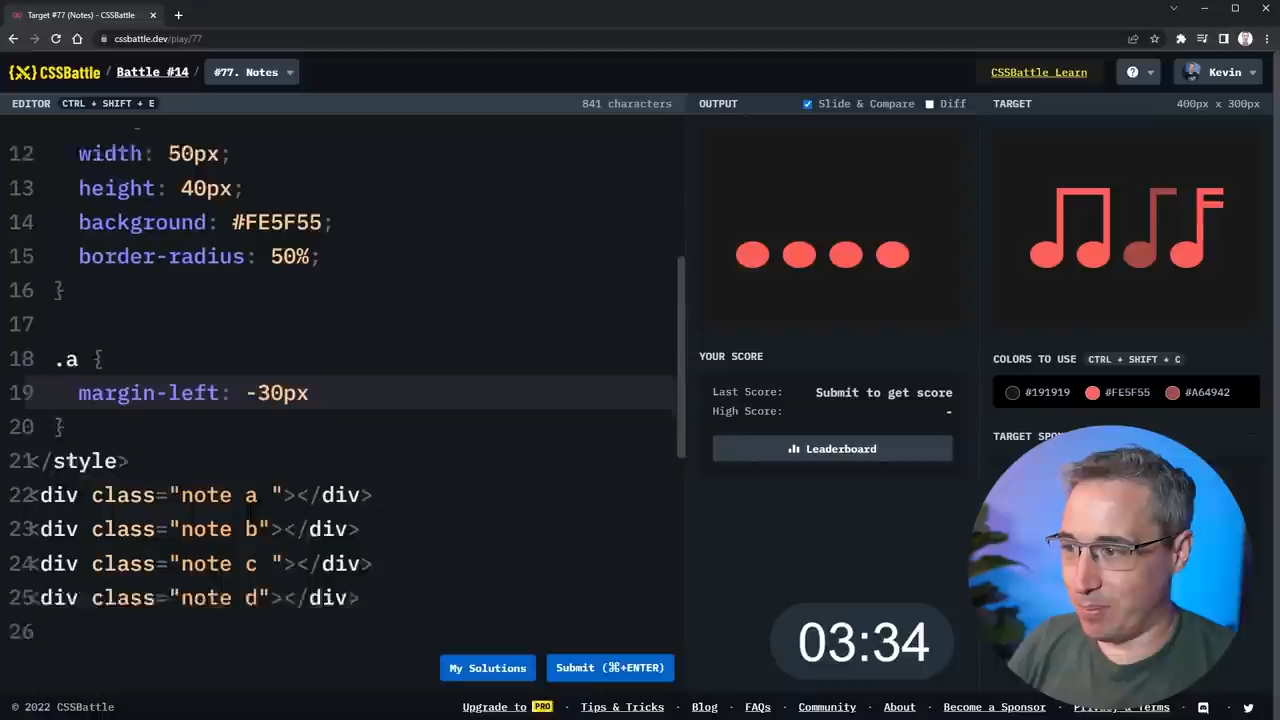 Target #77 (Notes) - CSSBattle
cssbattle.dev/play/77
CSSBattle / Battle #14 / #77. Notes
CSSBattle Learn
Kevin
EDITOR CTRL + SHIFT + E
841 characters
OUTPUT
Slide & Compare
Diff
TARGET
400px x 300px
12 width: 50px;
13 height: 40px;
14 background: #FE5F55;
15 border-radius: 50%;
16 }
17
18 .a {
19 margin-left: -30px
20 }
21</style>
22<div class="note a "></div>
23<div class="note b"></div>
24<div class="note c "></div>
25<div class="note d"></div>
26
YOUR SCORE
Last Score: Submit to get score
High Score: -
Leaderboard
COLORS TO USE CTRL + SHIFT + C
#191919 #FE5F55 #A64942
TARGET
03:34
My Solutions
Submit (⌘+ENTER)
© 2022 CSSBattle
Upgrade to PRO
Tips & Tricks
Blog
FAQs
Community
About
Become a Sponsor
Privacy & Terms